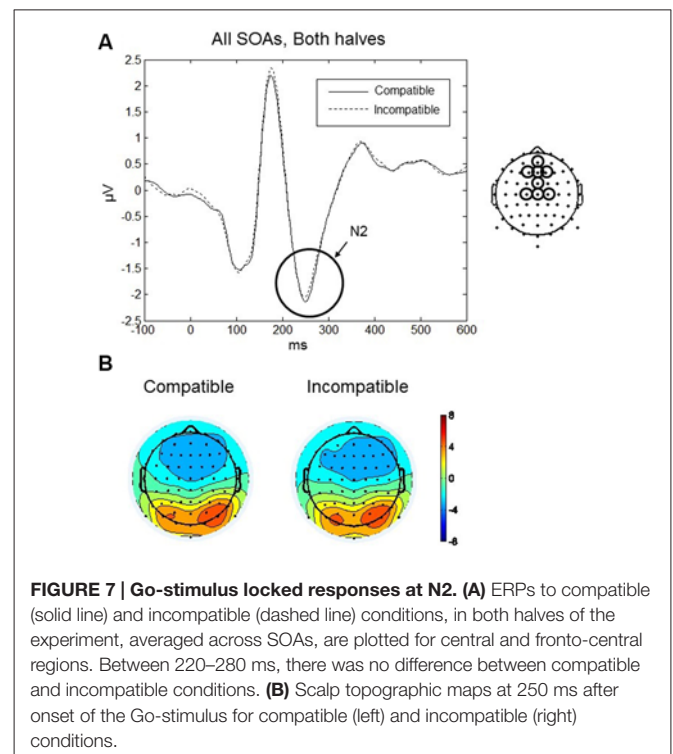 A
All SOAs, Both halves
2.5
2
1.5
1
0.5
0
-0.5
-1
-1.5
-2
-2.5
µV
Compatible
Incompatible
N2
-100 0 100 200 300 400 500 600
ms
B
Compatible Incompatible
8
4
0
-4
-8
FIGURE 7 | Go-stimulus locked responses at N2. (A) ERPs to compatible
(solid line) and incompatible (dashed line) conditions, in both halves of the
experiment, averaged across SOAs, are plotted for central and fronto-central
regions. Between 220–280 ms, there was no difference between compatible
and incompatible conditions. (B) Scalp topographic maps at 250 ms after
onset of the Go-stimulus for compatible (left) and incompatible (right)
conditions.